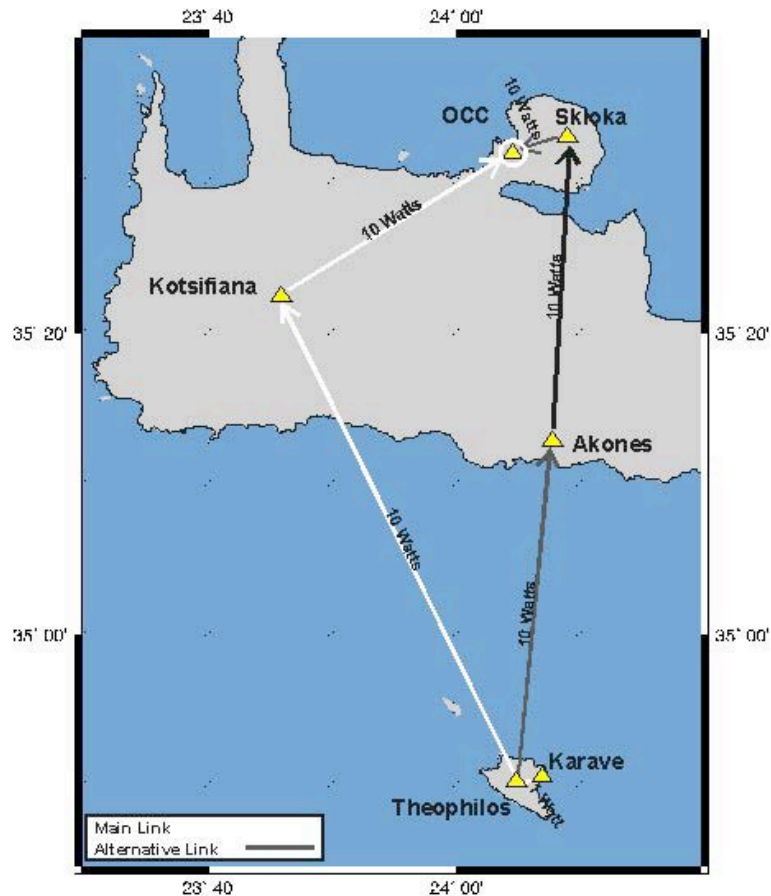 23° 40'
24° 00'
OCC
Skloka
10 Watts
10 Watts
Kotsifiana
10 Watts
35° 20'
35° 20'
Akones
10 Watts
10 Watts
35° 00'
35° 00'
Karave
Theophilos
Watt
Main Link
Alternative Link
23° 40'
24° 00'